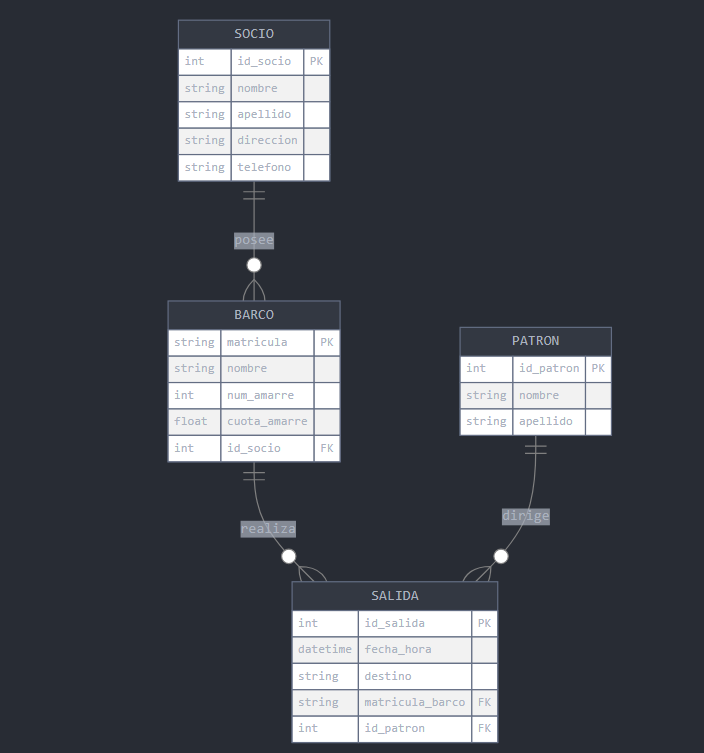 SOCIO
int id_socio PK
string nombre
string apellido
string direccion
string telefono
posee
BARCO
string matricula PK
string nombre
int num_amarre
float cuota_amarre
int id_socio FK
PATRON
int id_patron PK
string nombre
string apellido
realiza
dirige
SALIDA
int id_salida PK
datetime fecha_hora
string destino
string matricula_barco FK
int id_patron FK